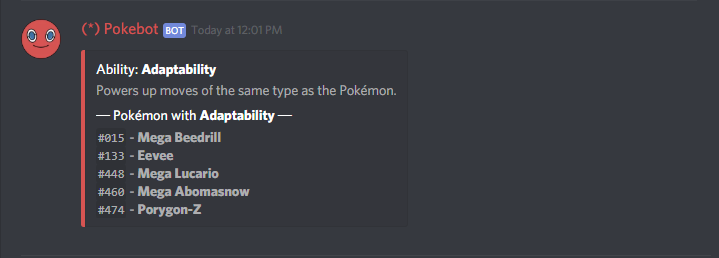 (*) Pokebot BOT Today at 12:01 PM
Ability: Adaptability
Powers up moves of the same type as the Pokémon.
— Pokémon with Adaptability —
#015 - Mega Beedrill
#133 - Eevee
#448 - Mega Lucario
#460 - Mega Abomasnow
#474 - Porygon-Z